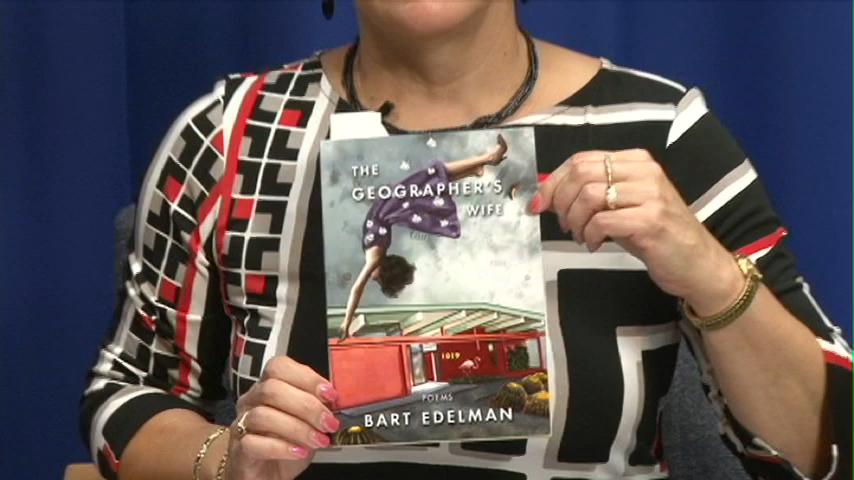 THE
GEOGRAPHER'S
WIFE
1019
POEMS
BART EDELMAN